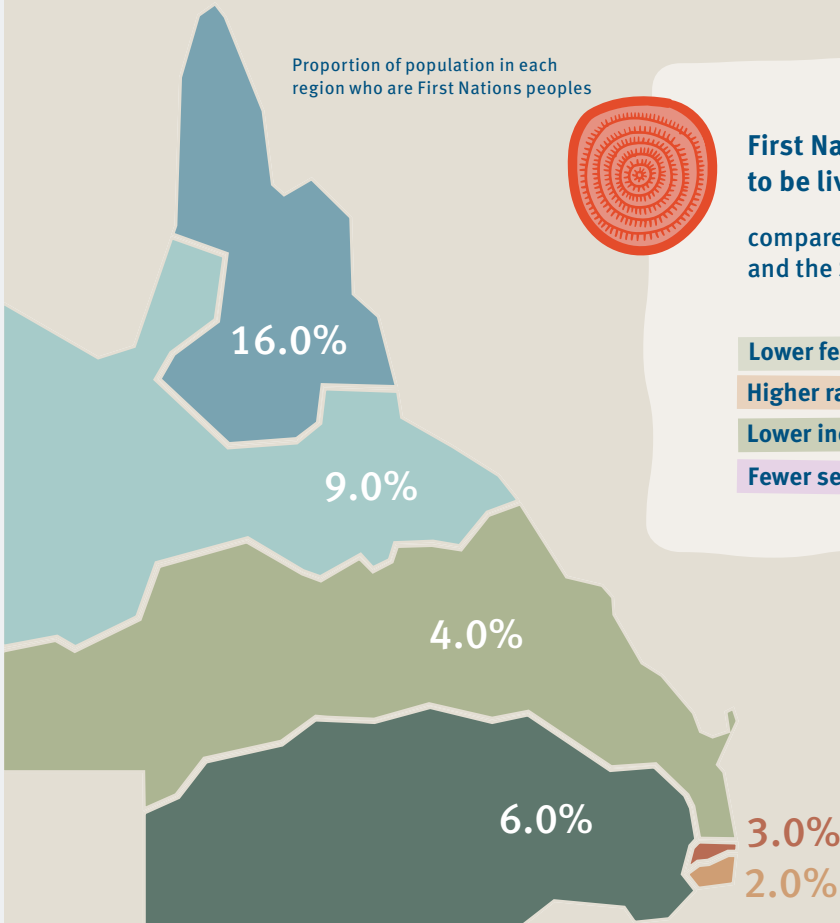 Proportion of population in each
region who are First Nations peoples
16.0%
9.0%
4.0%
6.0%
3.0%
2.0%
First Na
to be liv
compare
and the
Lower fe
Higher ra
Lower inc
Fewer se